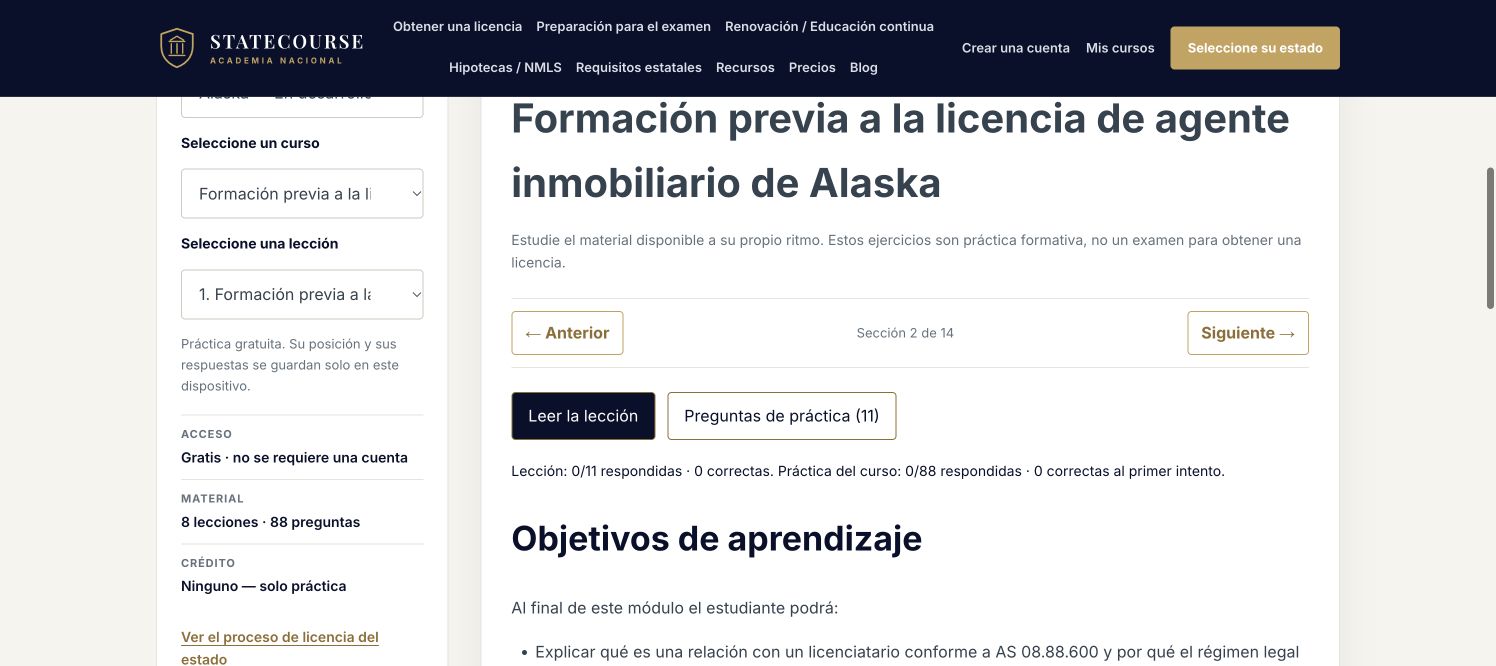 STATECOURSE
ACADEMIA NACIONAL
Obtener una licencia Preparación para el examen Renovación / Educación continua
Hipotecas / NMLS Requisitos estatales Recursos Precios Blog
Crear una cuenta Mis cursos Seleccione su estado
Seleccione un curso
Formación previa a la li
Seleccione una lección
1. Formación previa a la
Práctica gratuita. Su posición y sus
respuestas se guardan solo en este
dispositivo.
ACCESO
Gratis · no se requiere una cuenta
MATERIAL
8 lecciones · 88 preguntas
CRÉDITO
Ninguno — solo práctica
Ver el proceso de licencia del
estado
Formación previa a la licencia de agente
inmobiliario de Alaska
Estudie el material disponible a su propio ritmo. Estos ejercicios son práctica formativa, no un examen para obtener una
licencia.
← Anterior Sección 2 de 14 Siguiente →
Leer la lección Preguntas de práctica (11)
Lección: 0/11 respondidas · 0 correctas. Práctica del curso: 0/88 respondidas · 0 correctas al primer intento.
Objetivos de aprendizaje
Al final de este módulo el estudiante podrá:
• Explicar qué es una relación con un licenciatario conforme a AS 08.88.600 y por qué el régimen legal